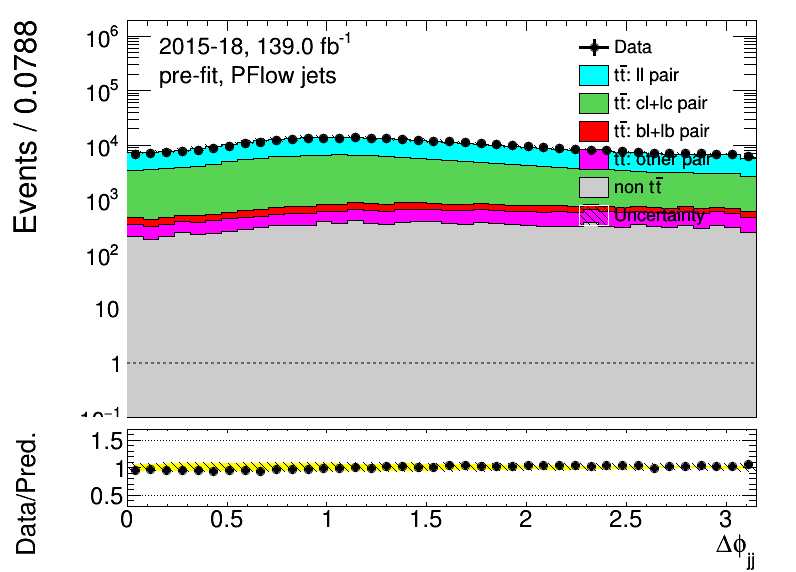 2015-18, 139.0 fb⁻¹
pre-fit, PFlow jets
Data
tt̄: ll pair
tt̄: cl+lc pair
tt̄: bl+lb pair
tt̄: other pair
non tt̄
Uncertainty
Events / 0.0788
10⁶
10⁵
10⁴
10³
10²
10
1
10⁻¹
Data/Pred.
1.5
1
0.5
0 0.5 1 1.5 2 2.5 3
Δϕjj